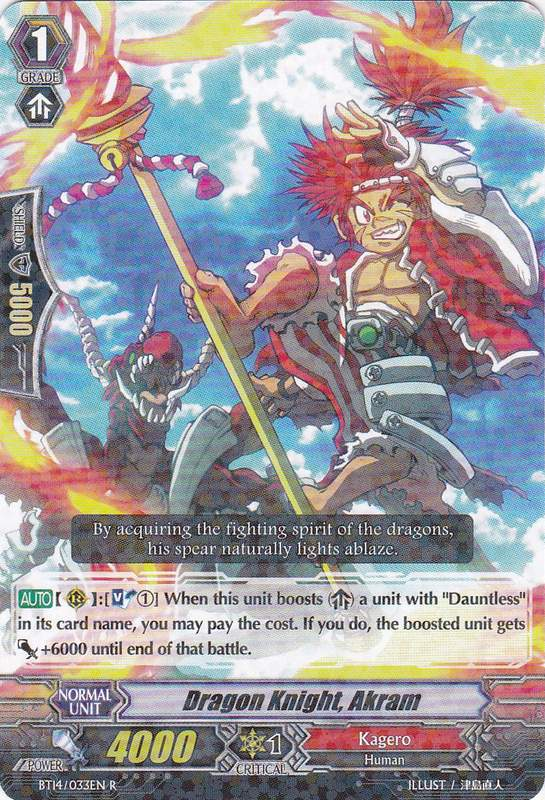 1
GRADE
SHIELD
5000
By acquiring the fighting spirit of the dragons,
his spear naturally lights ablaze.
AUTO【 R 】:[V ①] When this unit boosts ( ) a unit with "Dauntless"
in its card name, you may pay the cost. If you do, the boosted unit gets
+6000 until end of that battle.
NORMAL
UNIT
Dragon Knight, Akram
POWER
4000
1
CRITICAL
Kagero
Human
BT14/033EN R
ILLUST / 津島直人